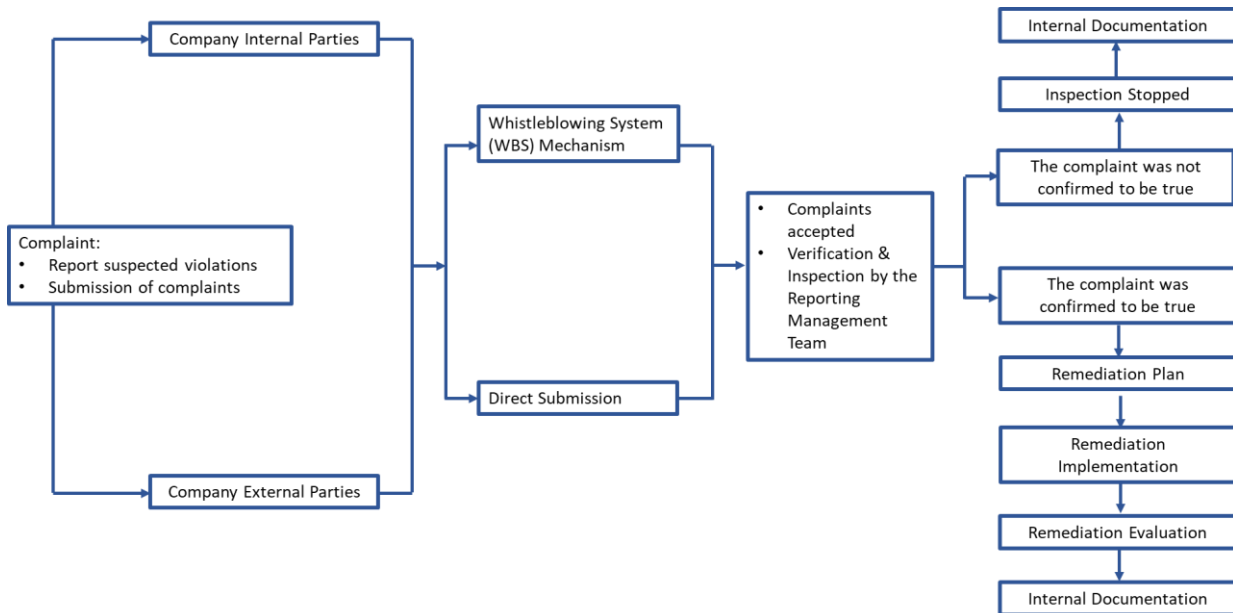 Complaint:
• Report suspected violations
• Submission of complaints
Company Internal Parties
Company External Parties
Whistleblowing System
(WBS) Mechanism
Direct Submission
• Complaints
accepted
• Verification &
Inspection by the
Reporting
Management
Team
Internal Documentation
Inspection Stopped
The complaint was not
confirmed to be true
The complaint was
confirmed to be true
Remediation Plan
Remediation
Implementation
Remediation Evaluation
Internal Documentation